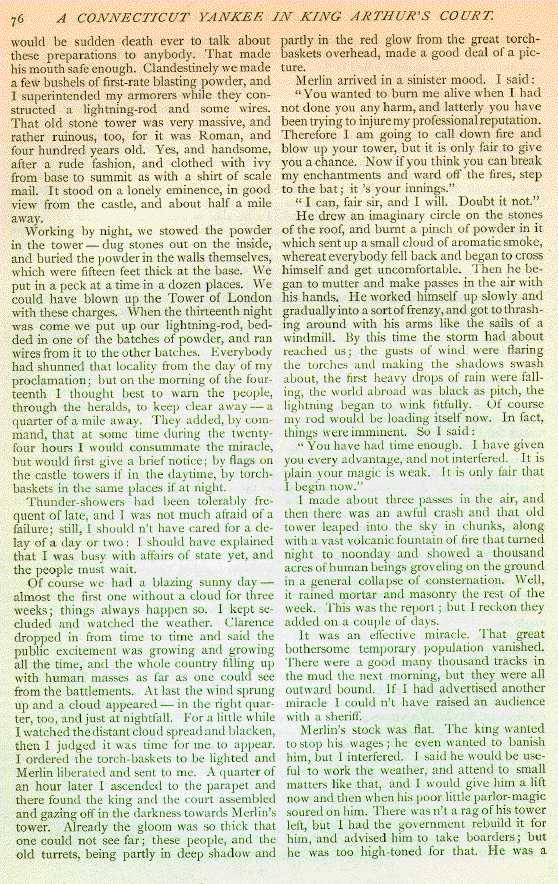 76 A CONNECTICUT YANKEE IN KING ARTHUR'S COURT.
would be sudden death ever to talk about
these preparations to anybody. That made
his mouth safe enough. Clandestinely we made
a few bushels of first-rate blasting powder, and
I superintended my armorers while they con-
structed a lightning-rod and some wires.
That old stone tower was very massive, and
rather ruinous, too, for it was Roman, and
four hundred years old. Yes, and handsome,
after a rude fashion, and clothed with ivy
from base to summit as with a shirt of scale
mail. It stood on a lonely eminence, in good
view from the castle, and about half a mile
away.
Working by night, we stowed the powder
in the tower — dug stones out on the inside,
and buried the powder in the walls themselves,
which were fifteen feet thick at the base. We
put in a peck at a time in a dozen places. We
could have blown up the Tower of London
with these charges. When the thirteenth night
was come we put up our lightning-rod, bed-
ded in one of the batches of powder, and ran
wires from it to the other batches. Everybody
had shunned that locality from the day of my
proclamation; but on the morning of the four-
teenth I thought best to warn the people,
through the heralds, to keep clear away — a
quarter of a mile away. They added, by com-
mand, that at some time during the twenty-
four hours I would consummate the miracle,
but would first give a brief notice; by flags on
the castle towers if in the daytime, by torch-
baskets in the same places if at night.
Thunder-showers had been tolerably fre-
quent of late, and I was not much afraid of a
failure; still, I should n't have cared for a de-
lay of a day or two: I should have explained
that I was busy with affairs of state yet, and
the people must wait.
Of course we had a blazing sunny day —
almost the first one without a cloud for three
weeks; things always happen so. I kept se-
cluded and watched the weather. Clarence
dropped in from time to time and said the
public excitement was growing and growing
all the time, and the whole country filling up
with human masses as far as one could see
from the battlements. At last the wind sprung
up and a cloud appeared — in the right quar-
ter, too, and just at nightfall. For a little while
I watched the distant cloud spread and blacken,
then I judged it was time for me to appear.
I ordered the torch-baskets to be lighted and
Merlin liberated and sent to me. A quarter of
an hour later I ascended to the parapet and
there found the king and the court assembled
and gazing off in the darkness towards Merlin's
tower. Already the gloom was so thick that
one could not see far; these people, and the
old turrets, being partly in deep shadow and
partly in the red glow from the great torch-
baskets overhead, made a good deal of a pic-
ture.
Merlin arrived in a sinister mood. I said:
"You wanted to burn me alive when I had
not done you any harm, and latterly you have
been trying to injure my professional reputation.
Therefore I am going to call down fire and
blow up your tower, but it is only fair to give
you a chance. Now if you think you can break
my enchantments and ward off the fires, step
to the bat; it 's your innings."
"I can, fair sir, and I will. Doubt it not."
He drew an imaginary circle on the stones
of the roof, and burnt a pinch of powder in it
which sent up a small cloud of aromatic smoke,
whereat everybody fell back and began to cross
himself and get uncomfortable. Then he be-
gan to mutter and make passes in the air with
his hands. He worked himself up slowly and
gradually into a sort of frenzy, and got to thrash-
ing around with his arms like the sails of a
windmill. By this time the storm had about
reached us; the gusts of wind were flaring
the torches and making the shadows swash
about, the first heavy drops of rain were fall-
ing, the world abroad was black as pitch, the
lightning began to wink fitfully. Of course
my rod would be loading itself now. In fact,
things were imminent. So I said:
"You have had time enough. I have given
you every advantage, and not interfered. It is
plain your magic is weak. It is only fair that
I begin now."
I made about three passes in the air, and
then there was an awful crash and that old
tower leaped into the sky in chunks, along
with a vast volcanic fountain of fire that turned
night to noonday and showed a thousand
acres of human beings groveling on the ground
in a general collapse of consternation. Well,
it rained mortar and masonry the rest of the
week. This was the report; but I reckon they
added on a couple of days.
It was an effective miracle. That great
bothersome temporary population vanished.
There were a good many thousand tracks in
the mud the next morning, but they were all
outward bound. If I had advertised another
miracle I could n't have raised an audience
with a sheriff.
Merlin's stock was flat. The king wanted
to stop his wages; he even wanted to banish
him, but I interfered. I said he would be use-
ful to work the weather, and attend to small
matters like that, and I would give him a lift
now and then when his poor little parlor-magic
soured on him. There was n't a rag of his tower
left, but I had the government rebuild it for
him, and advised him to take boarders; but
he was too high-toned for that. He was a